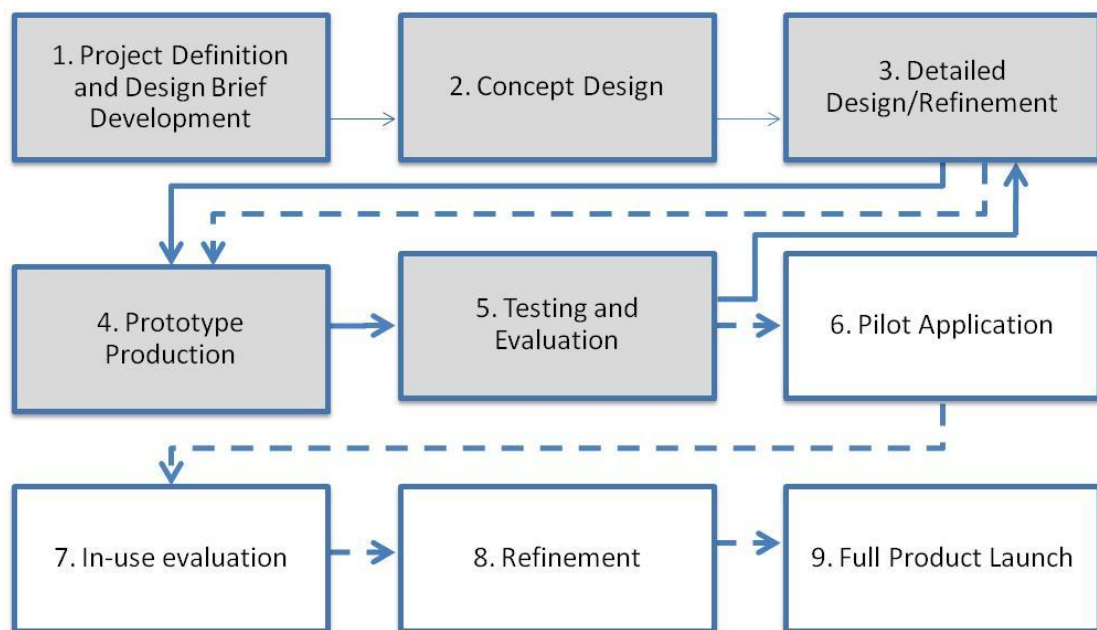 1. Project Definition
and Design Brief
Development
2. Concept Design
3. Detailed
Design/Refinement
4. Prototype
Production
5. Testing and
Evaluation
6. Pilot Application
7. In-use evaluation
8. Refinement
9. Full Product Launch